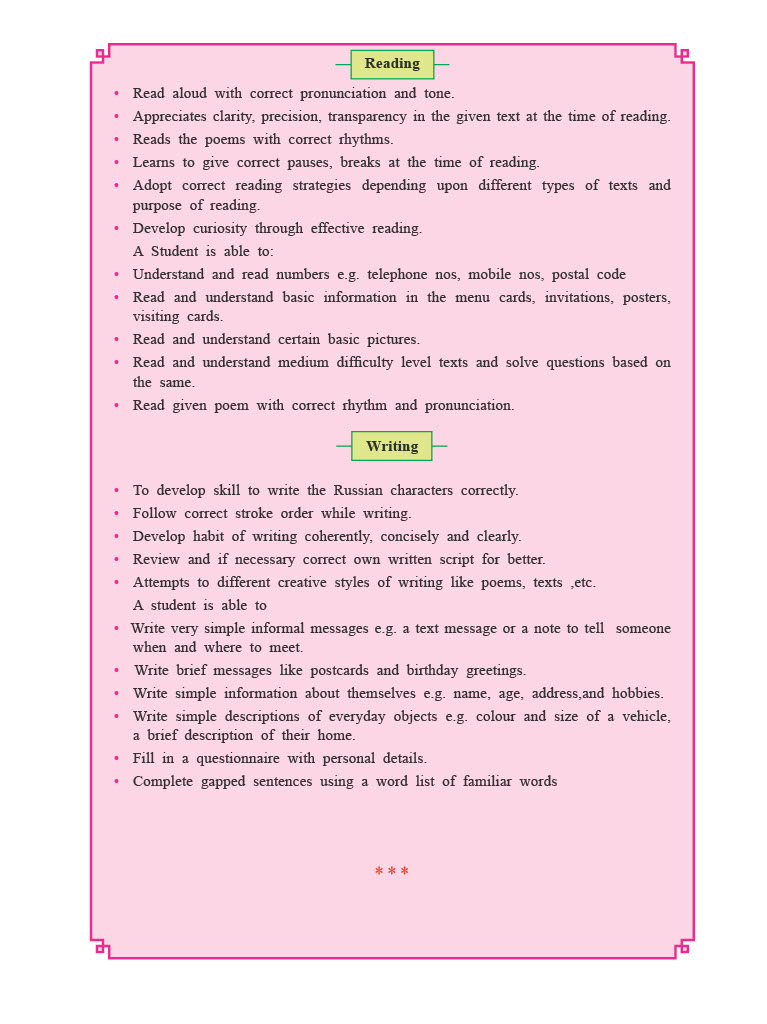 Reading
• Read aloud with correct pronunciation and tone.
• Appreciates clarity, precision, transparency in the given text at the time of reading.
• Reads the poems with correct rhythms.
• Learns to give correct pauses, breaks at the time of reading.
• Adopt correct reading strategies depending upon different types of texts and
purpose of reading.
• Develop curiosity through effective reading.
A Student is able to:
• Understand and read numbers e.g. telephone nos, mobile nos, postal code
• Read and understand basic information in the menu cards, invitations, posters,
visiting cards.
• Read and understand certain basic pictures.
• Read and understand medium difficulty level texts and solve questions based on
the same.
• Read given poem with correct rhythm and pronunciation.
Writing
• To develop skill to write the Russian characters correctly.
• Follow correct stroke order while writing.
• Develop habit of writing coherently, concisely and clearly.
• Review and if necessary correct own written script for better.
• Attempts to different creative styles of writing like poems, texts ,etc.
A student is able to
• Write very simple informal messages e.g. a text message or a note to tell someone
when and where to meet.
• Write brief messages like postcards and birthday greetings.
• Write simple information about themselves e.g. name, age, address,and hobbies.
• Write simple descriptions of everyday objects e.g. colour and size of a vehicle,
a brief description of their home.
• Fill in a questionnaire with personal details.
• Complete gapped sentences using a word list of familiar words
* * *